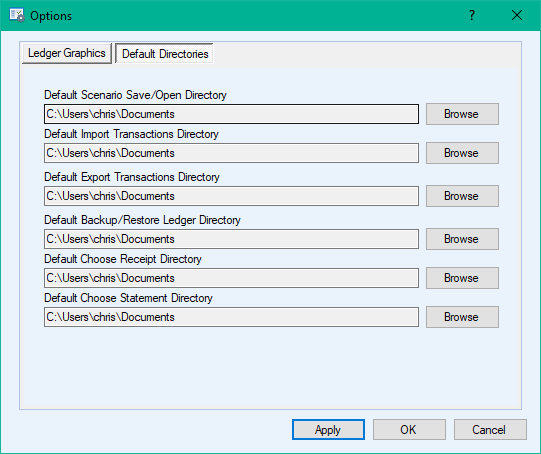 Options
?
Ledger Graphics Default Directories
Default Scenario Save/Open Directory
C:\Users\chris\Documents Browse
Default Import Transactions Directory
C:\Users\chris\Documents Browse
Default Export Transactions Directory
C:\Users\chris\Documents Browse
Default Backup/Restore Ledger Directory
C:\Users\chris\Documents Browse
Default Choose Receipt Directory
C:\Users\chris\Documents Browse
Default Choose Statement Directory
C:\Users\chris\Documents Browse
Apply OK Cancel